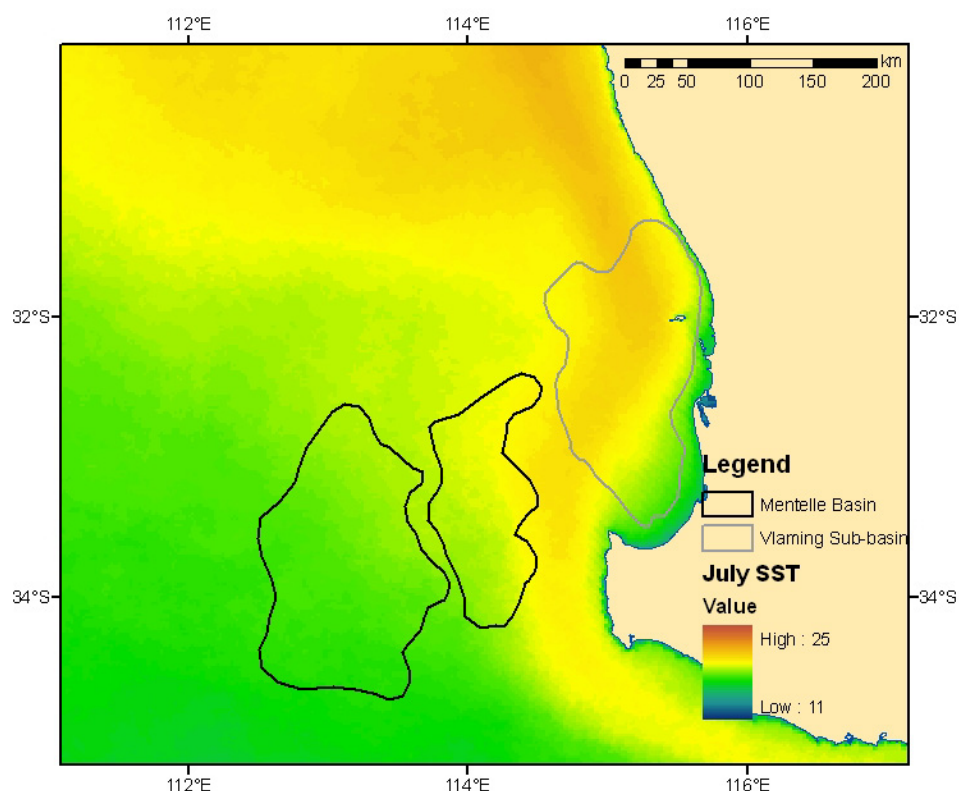 112°E 114°E 116°E
km
0 25 50 100 150 200
32°S 32°S
Legend
Mentelle Basin
Vlaming Sub-basin
July SST
34°S 34°S
Value
High : 25
Low : 11
112°E 114°E 116°E